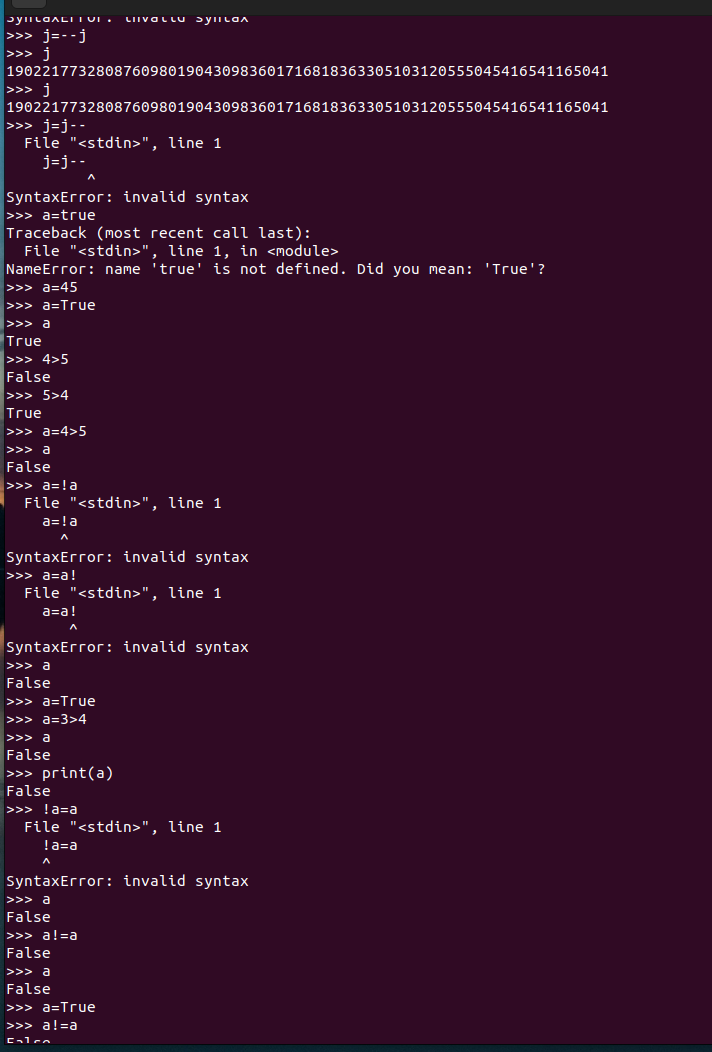 SyntaxError: invalid syntax
>>> j=--j
>>> j
1902217732808760980190430983601716818363305103120555045416541165041
>>> j
1902217732808760980190430983601716818363305103120555045416541165041
>>> j=j--
  File "<stdin>", line 1
    j=j--
         ^
SyntaxError: invalid syntax
>>> a=true
Traceback (most recent call last):
  File "<stdin>", line 1, in <module>
NameError: name 'true' is not defined. Did you mean: 'True'?
>>> a=45
>>> a=True
>>> a
True
>>> 4>5
False
>>> 5>4
True
>>> a=4>5
>>> a
False
>>> a=!a
  File "<stdin>", line 1
    a=!a
      ^
SyntaxError: invalid syntax
>>> a=a!
  File "<stdin>", line 1
    a=a!
       ^
SyntaxError: invalid syntax
>>> a
False
>>> a=True
>>> a=3>4
>>> a
False
>>> print(a)
False
>>> !a=a
  File "<stdin>", line 1
    !a=a
    ^
SyntaxError: invalid syntax
>>> a
False
>>> a!=a
False
>>> a
False
>>> a=True
>>> a!=a
False